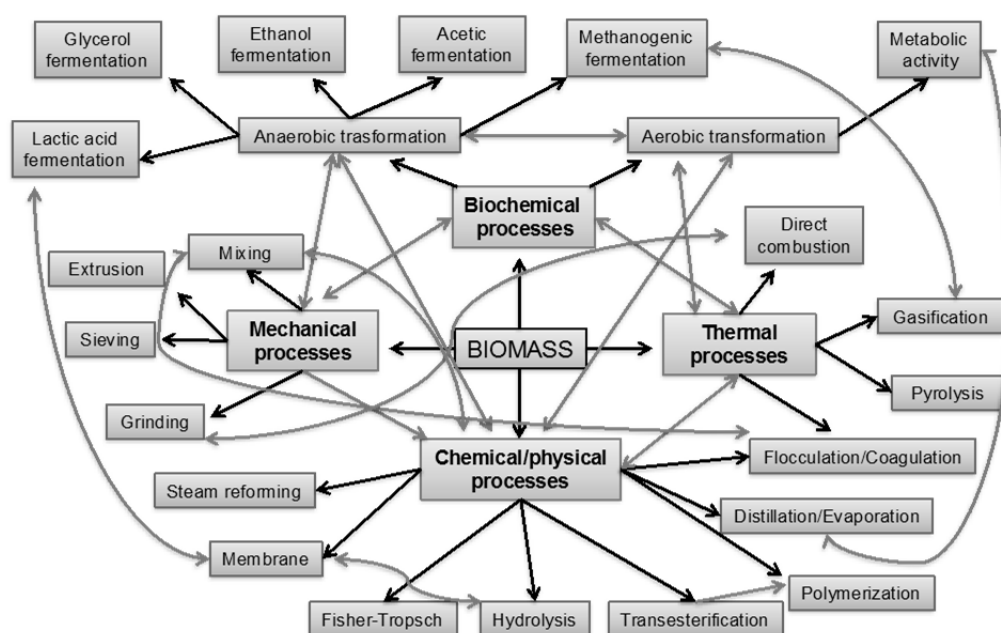 Glycerol
fermentation
Ethanol
fermentation
Acetic
fermentation
Methanogenic
fermentation
Metabolic
activity
Lactic acid
fermentation
Anaerobic trasformation
Aerobic transformation
Biochemical
processes
Direct
combustion
Mixing
Extrusion
Sieving
Mechanical
processes
BIOMASS
Thermal
processes
Gasification
Pyrolysis
Grinding
Chemical/physical
processes
Flocculation/Coagulation
Steam reforming
Distillation/Evaporation
Membrane
Polymerization
Fisher-Tropsch
Hydrolysis
Transesterification